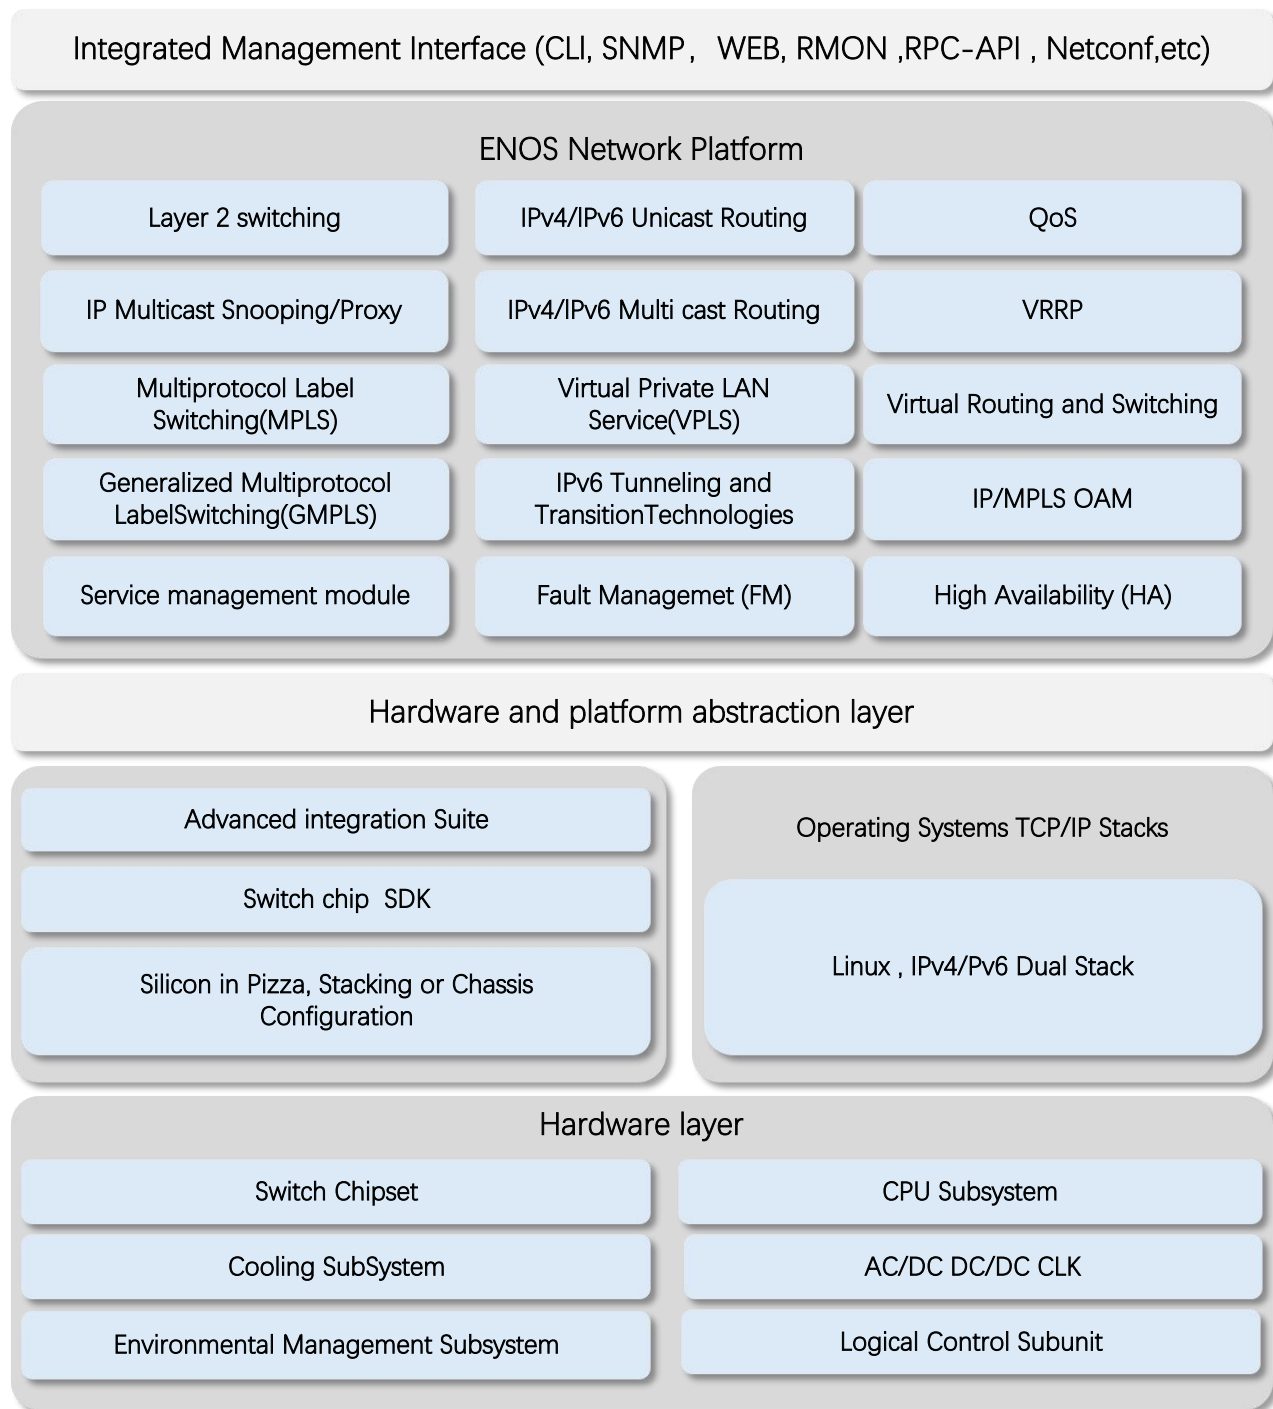 Integrated Management Interface (CLI, SNMP, WEB, RMON ,RPC-API , Netconf,etc)
ENOS Network Platform
Layer 2 switching
IPv4/IPv6 Unicast Routing
QoS
IP Multicast Snooping/Proxy
IPv4/IPv6 Multi cast Routing
VRRP
Multiprotocol Label
Switching(MPLS)
Virtual Private LAN
Service(VPLS)
Virtual Routing and Switching
Generalized Multiprotocol
LabelSwitching(GMPLS)
IPv6 Tunneling and
TransitionTechnologies
IP/MPLS OAM
Service management module
Fault Managemet (FM)
High Availability (HA)
Hardware and platform abstraction layer
Advanced integration Suite
Switch chip  SDK
Silicon in Pizza, Stacking or Chassis
Configuration
Operating Systems TCP/IP Stacks
Linux , IPv4/Pv6 Dual Stack
Hardware layer
Switch Chipset
CPU Subsystem
Cooling SubSystem
AC/DC DC/DC CLK
Environmental Management Subsystem
Logical Control Subunit